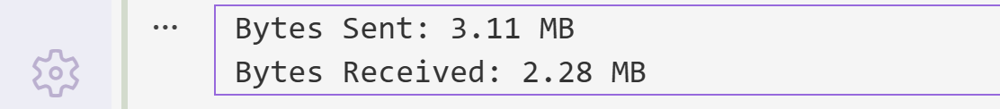 Bytes Sent: 3.11 MB
Bytes Received: 2.28 MB